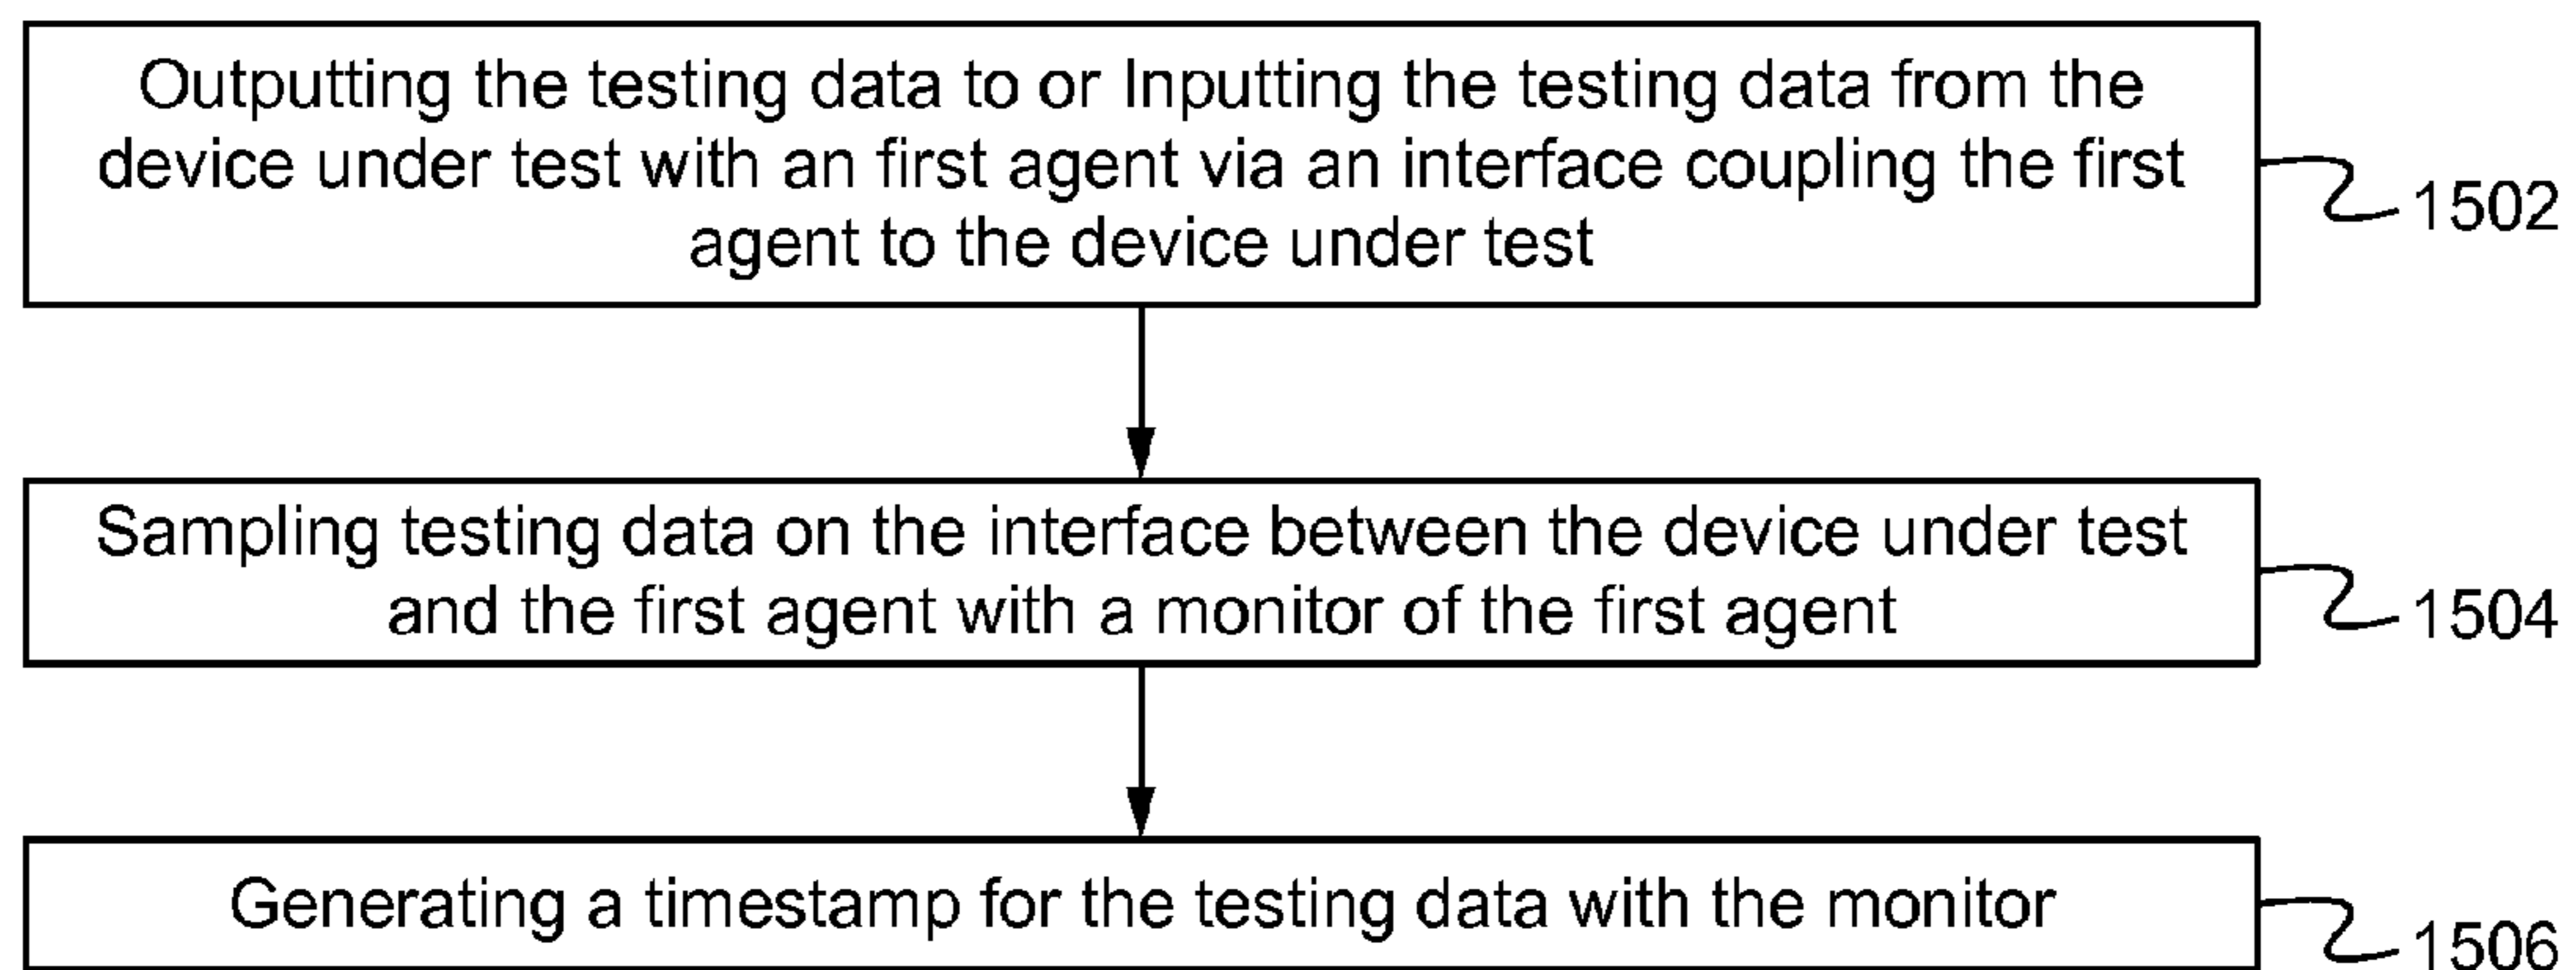 Outputting the testing data to or Inputting the testing data from the
device under test with an first agent via an interface coupling the first
agent to the device under test
1502
Sampling testing data on the interface between the device under test
and the first agent with a monitor of the first agent
1504
Generating a timestamp for the testing data with the monitor
1506